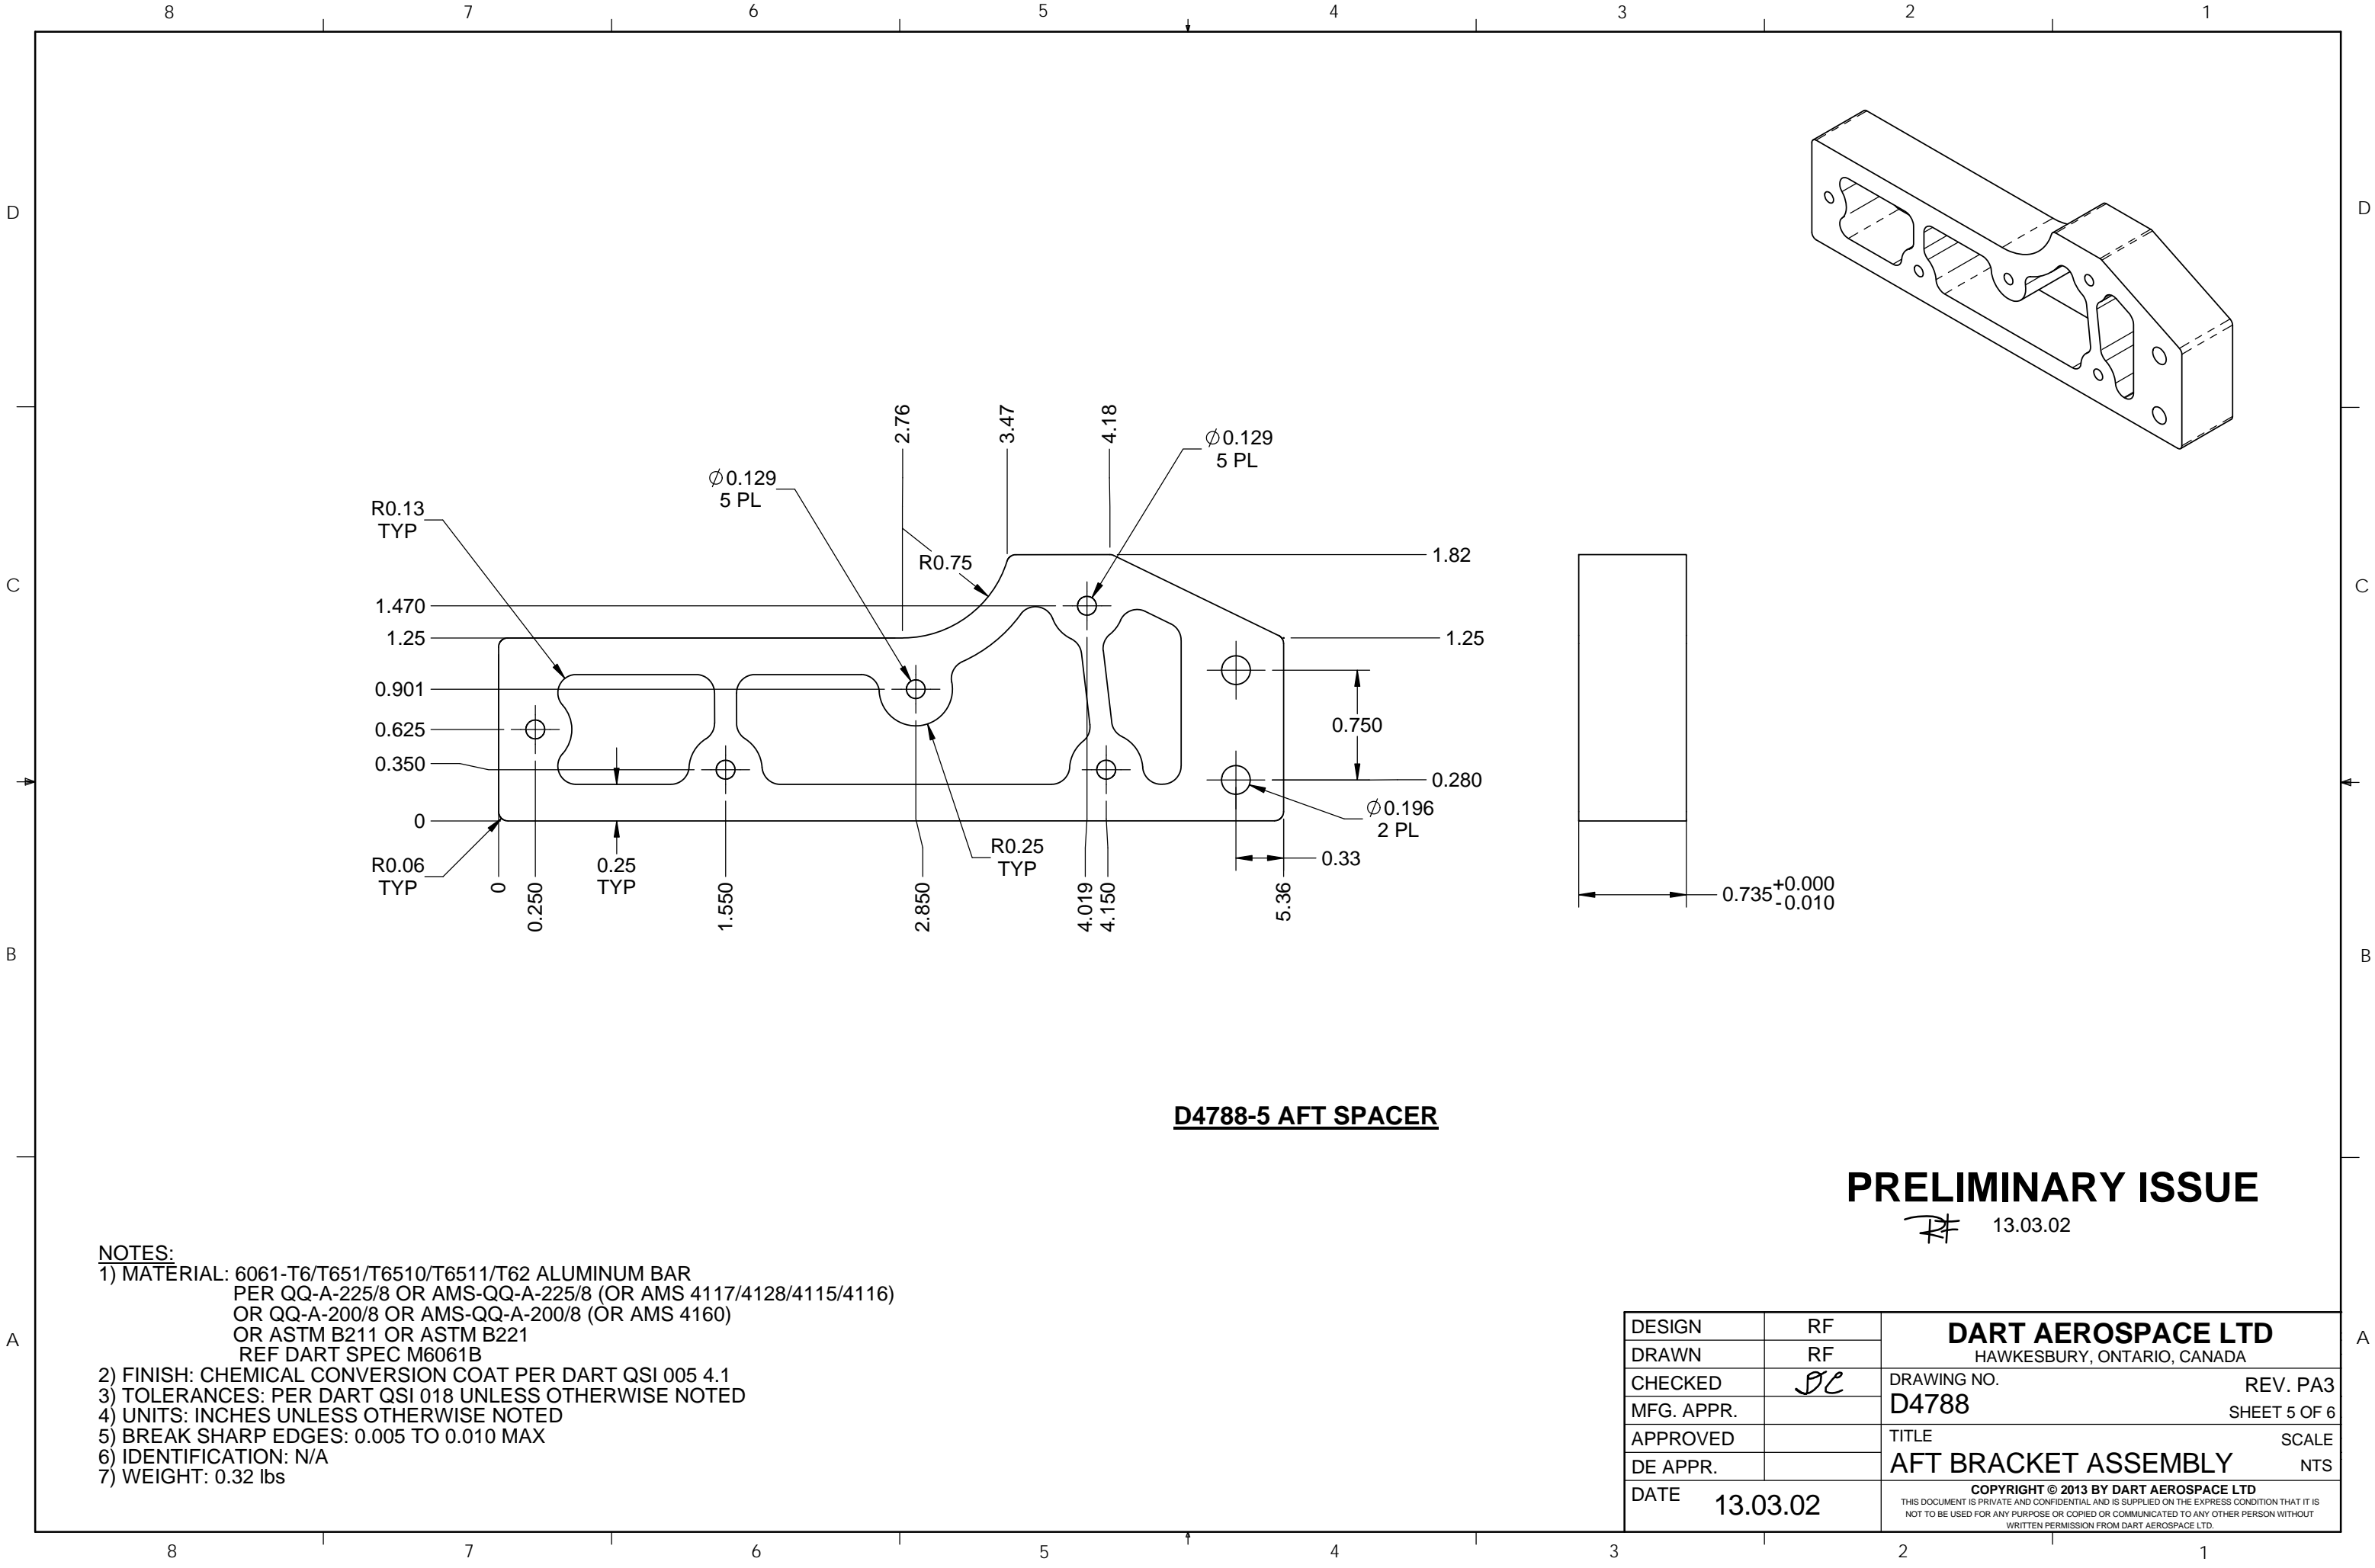 8 7 6 5 4 3 2 1
D D
C C
B B
A A
2.76
3.47
4.18
∅0.129
5 PL
∅0.129
5 PL
R0.13
TYP
R0.75
1.82
1.470
1.25
1.25
0.901
0.625
0.750
0.350
0.280
0
∅0.196
2 PL
R0.06
TYP
0.25
TYP
R0.25
TYP
0.33
0
0.250
1.550
2.850
4.019
4.150
5.36
0.735 +0.000
-0.010
D4788-5 AFT SPACER
PRELIMINARY ISSUE
RF 13.03.02
NOTES:
1) MATERIAL: 6061-T6/T651/T6510/T6511/T62 ALUMINUM BAR
PER QQ-A-225/8 OR AMS-QQ-A-225/8 (OR AMS 4117/4128/4115/4116)
OR QQ-A-200/8 OR AMS-QQ-A-200/8 (OR AMS 4160)
OR ASTM B211 OR ASTM B221
REF DART SPEC M6061B
2) FINISH: CHEMICAL CONVERSION COAT PER DART QSI 005 4.1
3) TOLERANCES: PER DART QSI 018 UNLESS OTHERWISE NOTED
4) UNITS: INCHES UNLESS OTHERWISE NOTED
5) BREAK SHARP EDGES: 0.005 TO 0.010 MAX
6) IDENTIFICATION: N/A
7) WEIGHT: 0.32 lbs
DESIGN RF
DRAWN RF
CHECKED
MFG. APPR.
APPROVED
DE APPR.
DATE 13.03.02
DART AEROSPACE LTD
HAWKESBURY, ONTARIO, CANADA
DRAWING NO. REV. PA3
D4788 SHEET 5 OF 6
TITLE SCALE
AFT BRACKET ASSEMBLY NTS
COPYRIGHT © 2013 BY DART AEROSPACE LTD
THIS DOCUMENT IS PRIVATE AND CONFIDENTIAL AND IS SUPPLIED ON THE EXPRESS CONDITION THAT IT IS
NOT TO BE USED FOR ANY PURPOSE OR COPIED OR COMMUNICATED TO ANY OTHER PERSON WITHOUT
WRITTEN PERMISSION FROM DART AEROSPACE LTD.
8 7 6 5 4 3 2 1